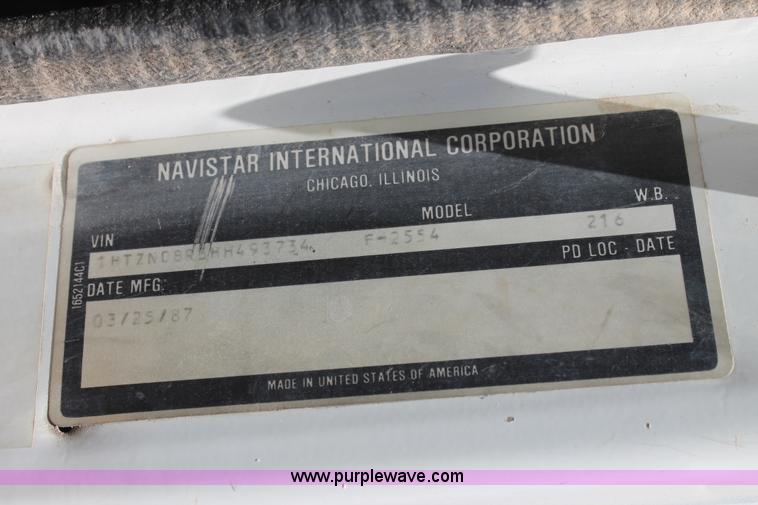 NAVISTAR INTERNATIONAL CORPORATION
CHICAGO, ILLINOIS
VIN MODEL W.B.
F-2554 216
DATE MFG. PD LOC - DATE
03/25/87
1652144C1
MADE IN UNITED STATES OF AMERICA
www.purplewave.com